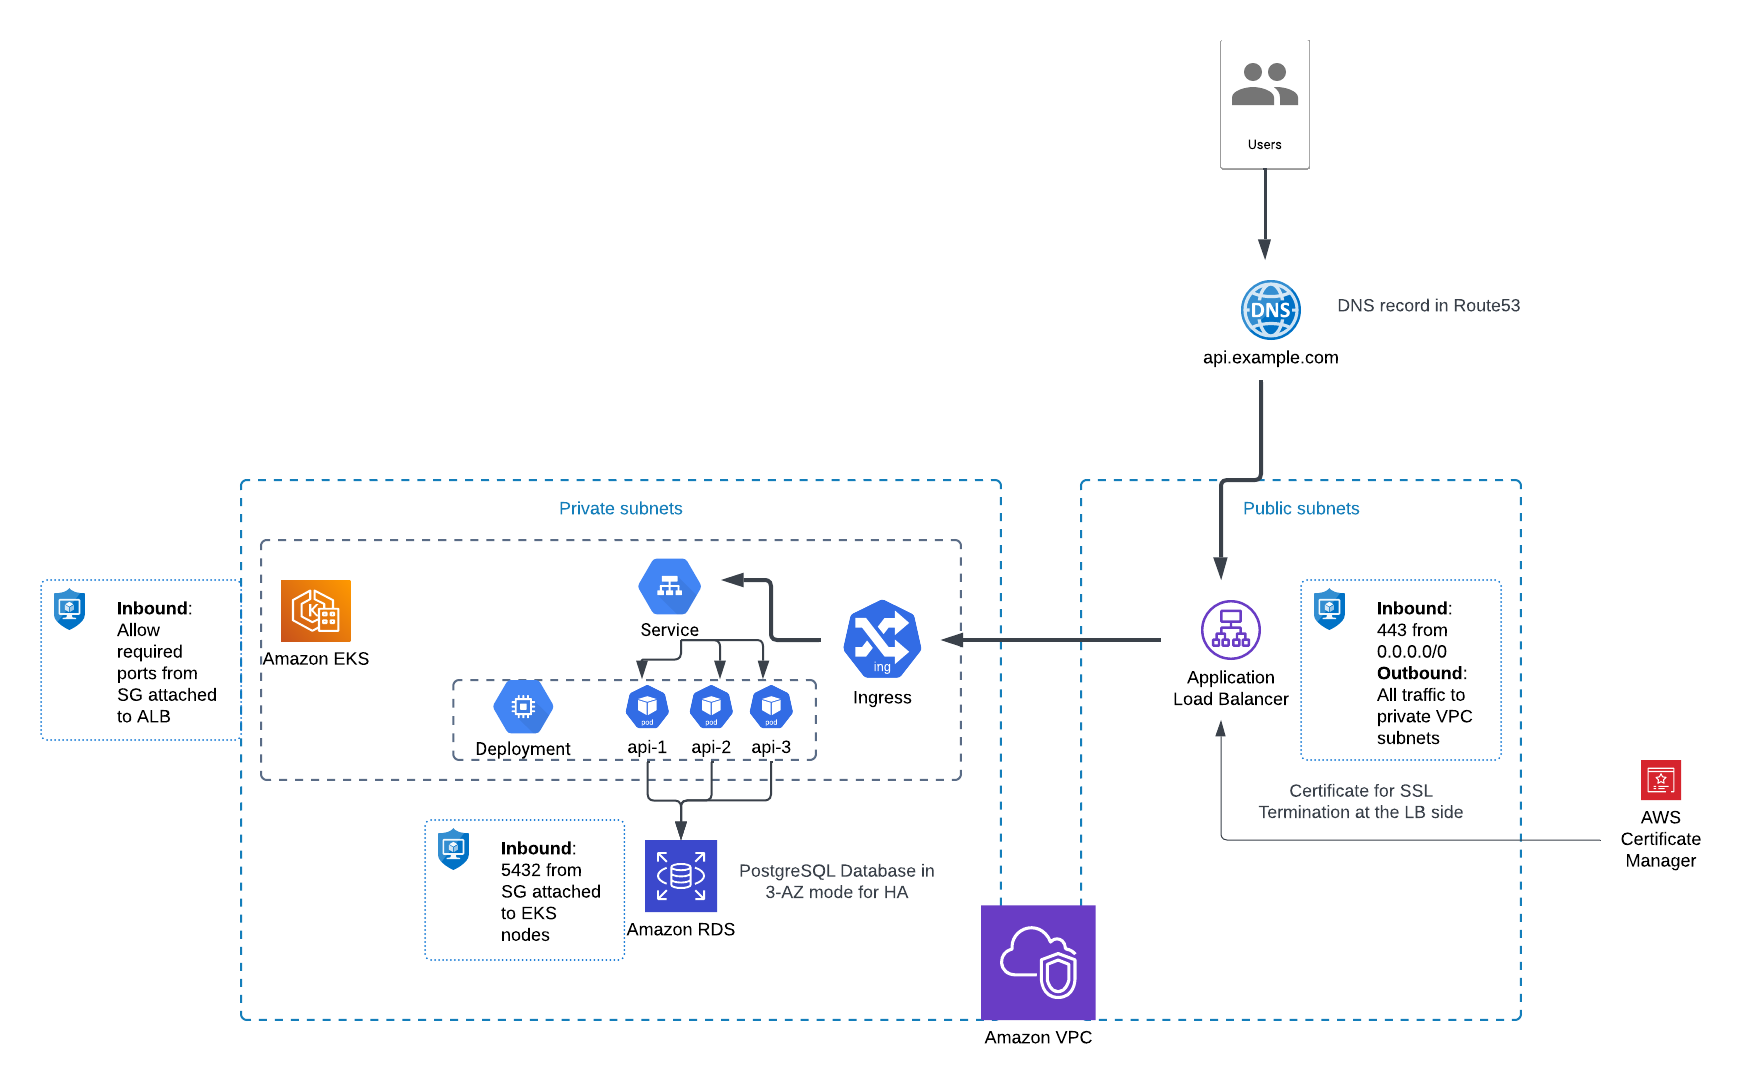 Users
DNS
DNS record in Route53
api.example.com
Private subnets
Public subnets
Inbound:
Allow
required
ports from
SG attached
to ALB
K
Amazon EKS
Service
ing
Ingress
Application
Load Balancer
Inbound:
443 from
0.0.0.0/0
Outbound:
All traffic to
private VPC
subnets
Deployment
pod
pod
pod
api-1
api-2
api-3
Certificate for SSL
Termination at the LB side
AWS
Certificate
Manager
Inbound:
5432 from
SG attached
to EKS
nodes
Amazon RDS
PostgreSQL Database in
3-AZ mode for HA
Amazon VPC